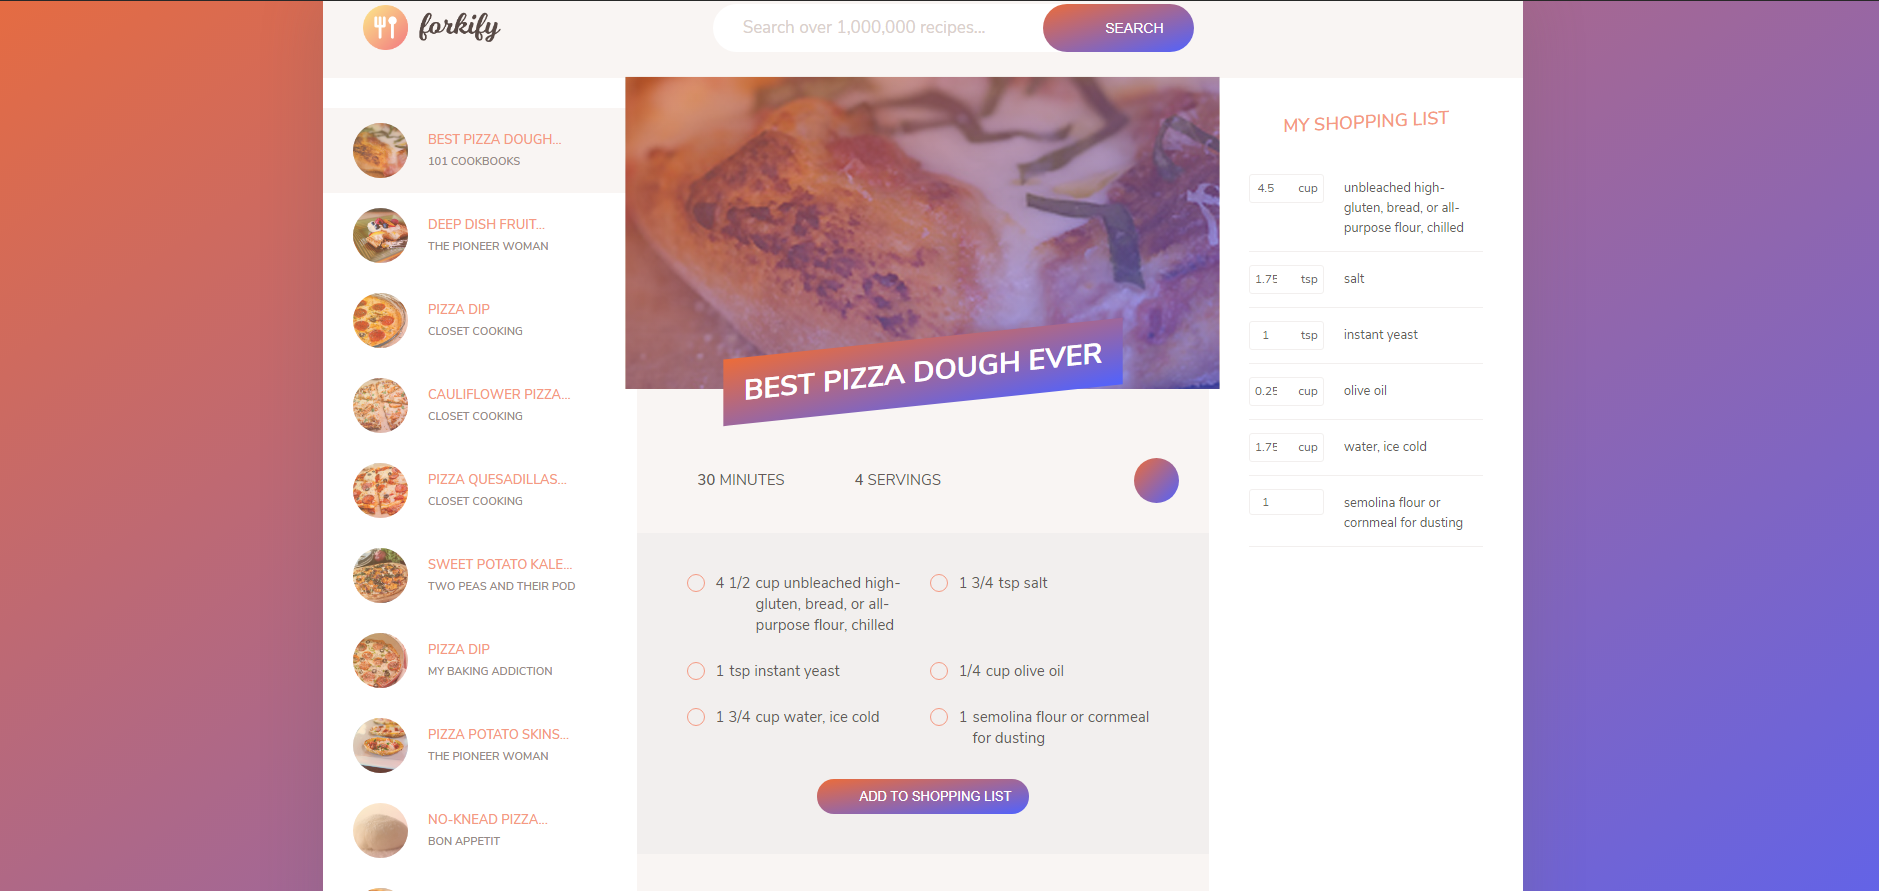 forkify
Search over 1,000,000 recipes...
SEARCH
BEST PIZZA DOUGH...
101 COOKBOOKS
DEEP DISH FRUIT...
THE PIONEER WOMAN
PIZZA DIP
CLOSET COOKING
CAULIFLOWER PIZZA...
CLOSET COOKING
PIZZA QUESADILLAS...
CLOSET COOKING
SWEET POTATO KALE...
TWO PEAS AND THEIR POD
PIZZA DIP
MY BAKING ADDICTION
PIZZA POTATO SKINS...
THE PIONEER WOMAN
NO-KNEAD PIZZA...
BON APPETIT
BEST PIZZA DOUGH EVER
30 MINUTES
4 SERVINGS
4 1/2 cup unbleached high-
gluten, bread, or all-
purpose flour, chilled
1 3/4 tsp salt
1 tsp instant yeast
1/4 cup olive oil
1 3/4 cup water, ice cold
1 semolina flour or cornmeal
for dusting
ADD TO SHOPPING LIST
MY SHOPPING LIST
4.5 cup unbleached high-
gluten, bread, or all-
purpose flour, chilled
1.75 tsp salt
1 tsp instant yeast
0.25 cup olive oil
1.75 cup water, ice cold
1 semolina flour or
cornmeal for dusting